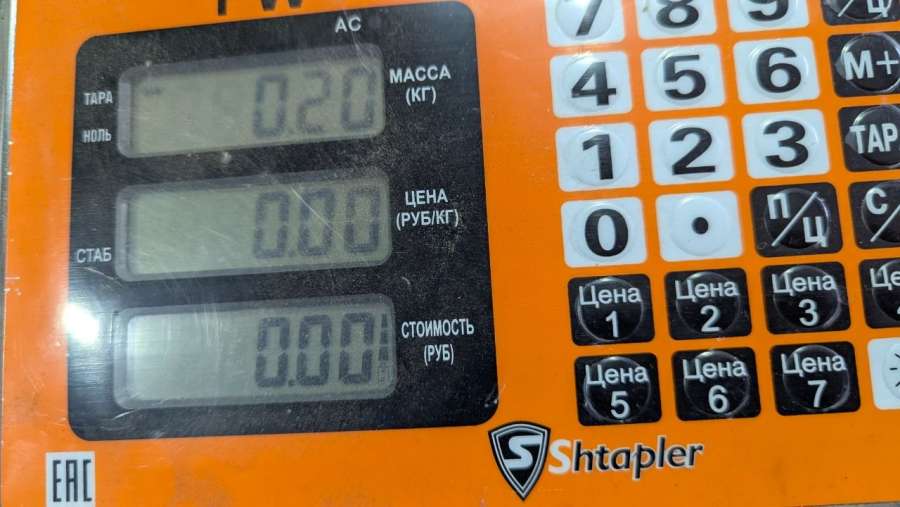 PW
AC
ТАРА
НОЛЬ
- 0.20
МАССА
(КГ)
СТАБ
0.00
ЦЕНА
(РУБ/КГ)
0.00
СТОИМОСТЬ
(РУБ)
7 8 9
4 5 6 М+
1 2 3 ТАР
0 • П/Ц С/
Цена 1
Цена 2
Цена 3
Цена 5
Цена 6
Цена 7
S Shtapler
EAC